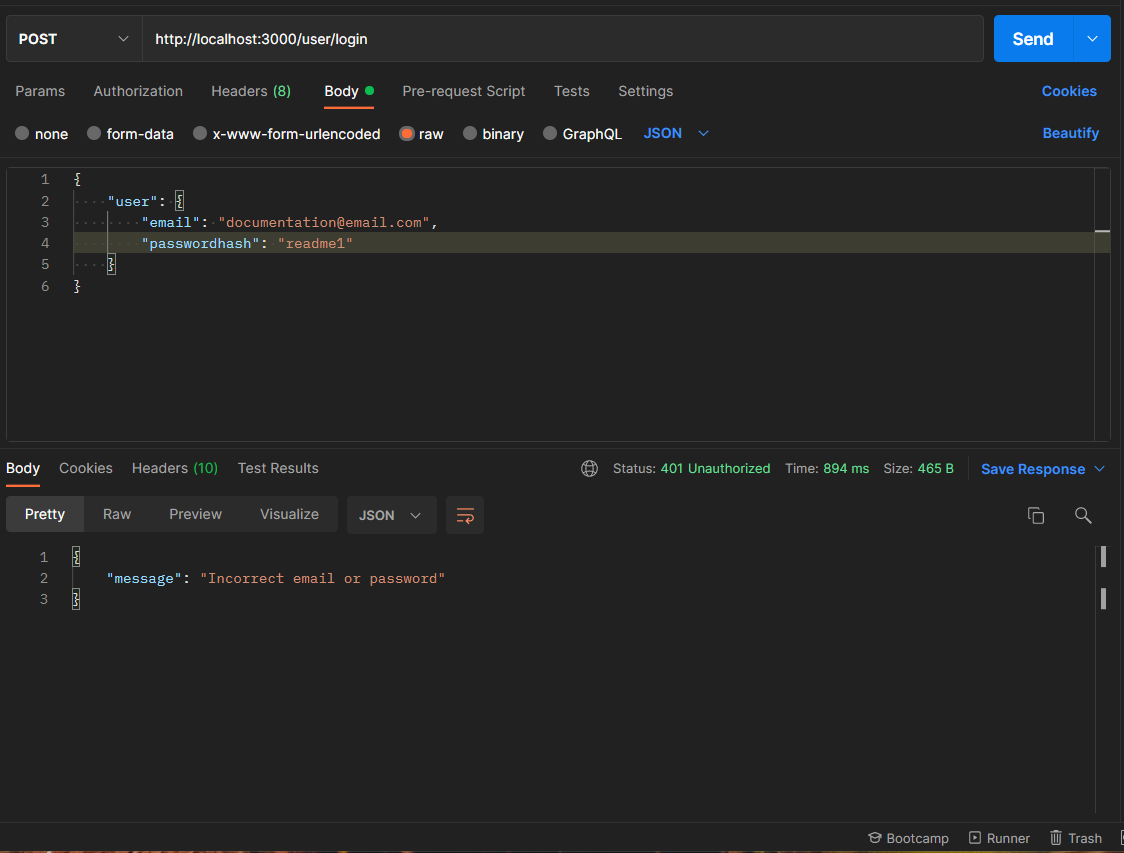 POST http://localhost:3000/user/login Send
Params Authorization Headers (8) Body Pre-request Script Tests Settings Cookies
none form-data x-www-form-urlencoded raw binary GraphQL JSON Beautify
1 {
2 "user": {
3 "email": "documentation@email.com",
4 "passwordhash": "readme1"
5 }
6 }
Body Cookies Headers (10) Test Results Status: 401 Unauthorized Time: 894 ms Size: 465 B Save Response
Pretty Raw Preview Visualize JSON
1 {
2 "message": "Incorrect email or password"
3 }
Bootcamp Runner Trash